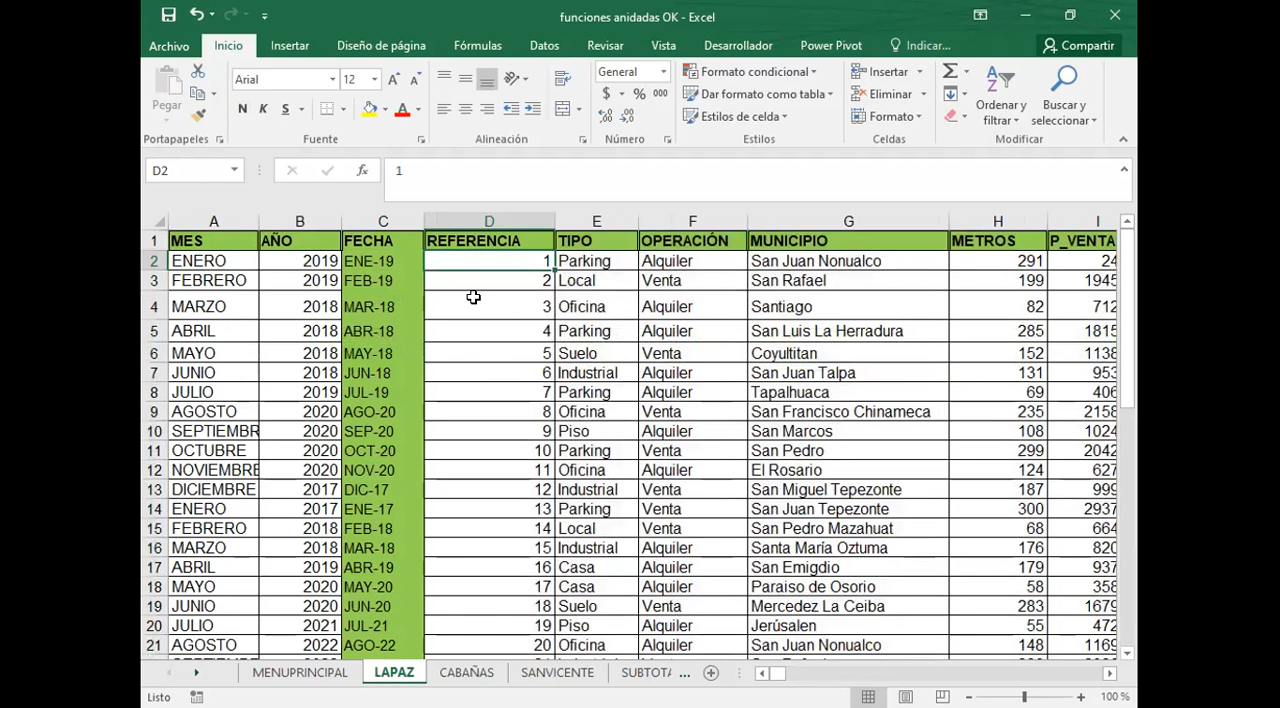 funciones anidadas OK - Excel
Archivo Inicio Insertar Diseño de página Fórmulas Datos Revisar Vista Desarrollador Power Pivot Indicar... Compartir
Pegar
Arial 12
N K S
General
$ % 000
Formato condicional
Dar formato como tabla
Estilos de celda
Insertar
Eliminar
Formato
Ordenar y filtrar
Buscar y seleccionar
Portapapeles Fuente Alineación Número Estilos Celdas Modificar
D2 fx 1
A B C D E F G H I
1 MES AÑO FECHA REFERENCIA TIPO OPERACIÓN MUNICIPIO METROS P_VENTA
2 ENERO 2019 ENE-19 1 Parking Alquiler San Juan Nonualco 291 24
3 FEBRERO 2019 FEB-19 2 Local Venta San Rafael 199 1945
4 MARZO 2018 MAR-18 3 Oficina Alquiler Santiago 82 712
5 ABRIL 2018 ABR-18 4 Parking Alquiler San Luis La Herradura 285 1815
6 MAYO 2018 MAY-18 5 Suelo Venta Coyultitan 152 1138
7 JUNIO 2018 JUN-18 6 Industrial Venta San Juan Talpa 131 953
8 JULIO 2019 JUL-19 7 Parking Alquiler Tapalhuaca 69 406
9 AGOSTO 2020 AGO-20 8 Oficina Venta San Francisco Chinameca 235 2158
10 SEPTIEMBR 2020 SEP-20 9 Piso Alquiler San Marcos 108 1024
11 OCTUBRE 2020 OCT-20 10 Parking Alquiler San Pedro 299 2042
12 NOVIEMBRE 2020 NOV-20 11 Oficina Alquiler El Rosario 124 627
13 DICIEMBRE 2017 DIC-17 12 Industrial Venta San Miguel Tepezonte 187 999
14 ENERO 2017 ENE-17 13 Parking Alquiler San Juan Tepezonte 300 2937
15 FEBRERO 2018 FEB-18 14 Local Venta San Pedro Mazahuat 68 664
16 MARZO 2018 MAR-18 15 Industrial Alquiler Santa María Oztuma 176 820
17 ABRIL 2019 ABR-19 16 Casa Alquiler San Emigdio 179 937
18 MAYO 2020 MAY-20 17 Casa Alquiler Paraiso de Osorio 58 358
19 JUNIO 2020 JUN-20 18 Suelo Venta Mercedez La Ceiba 283 1679
20 JULIO 2021 JUL-21 19 Piso Alquiler Jerúsalen 55 472
21 AGOSTO 2022 AGO-22 20 Oficina Alquiler San Juan Nonualco 148 1169
MENUPRINCIPAL LAPAZ CABAÑAS SANVICENTE SUBTOTA ...
Listo 100 %